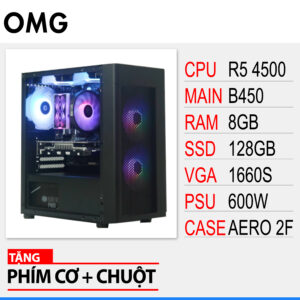 OMG
CPU R5 4500
MAIN B450
RAM 8GB
SSD 128GB
VGA 1660S
PSU 600W
CASE AERO 2F
TẶNG
PHÍM CƠ + CHUỘT